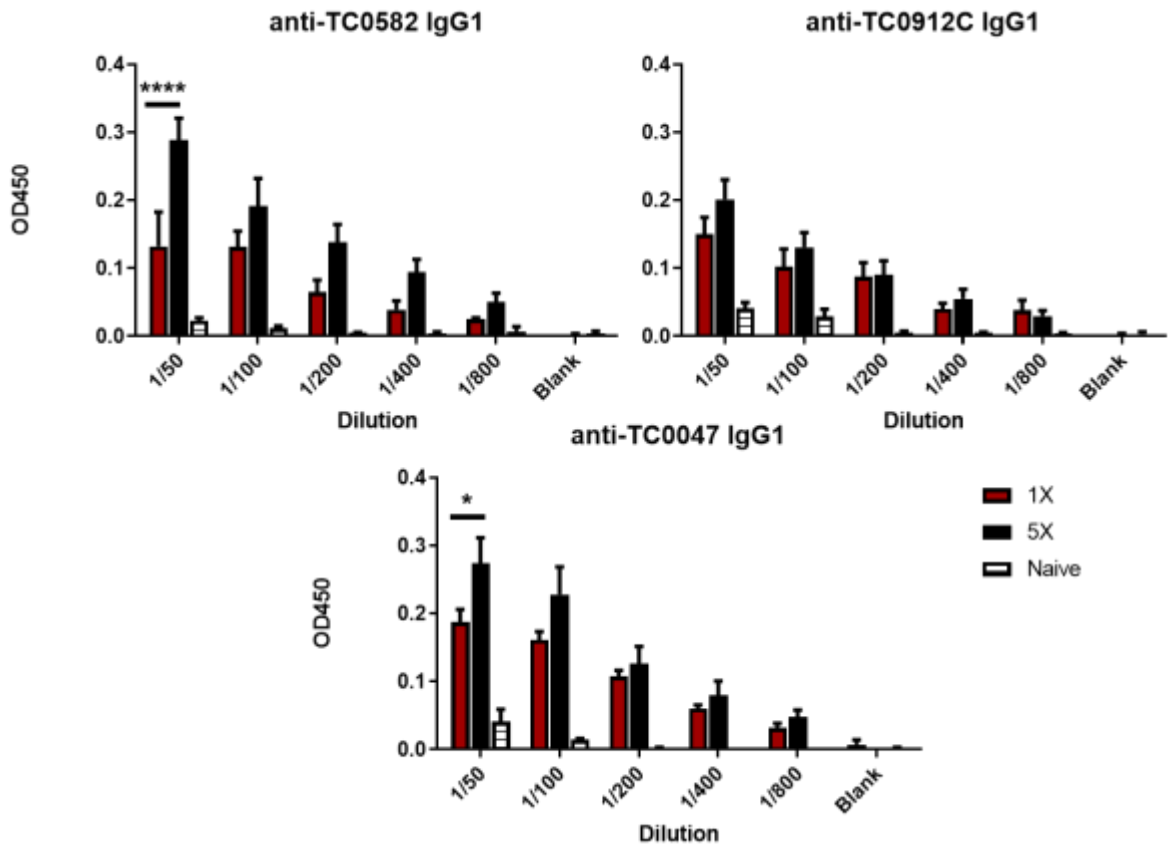 anti-TC0582 IgG1
anti-TC0912C IgG1
OD450
0.4
0.3
0.2
0.1
0.0
****
1/50
1/100
1/200
1/400
1/800
Blank
Dilution
0.4
0.3
0.2
0.1
0.0
1/50
1/100
1/200
1/400
1/800
Blank
Dilution
anti-TC0047 IgG1
OD450
0.4
0.3
0.2
0.1
0.0
*
1/50
1/100
1/200
1/400
1/800
Blank
Dilution
1X
5X
Naive